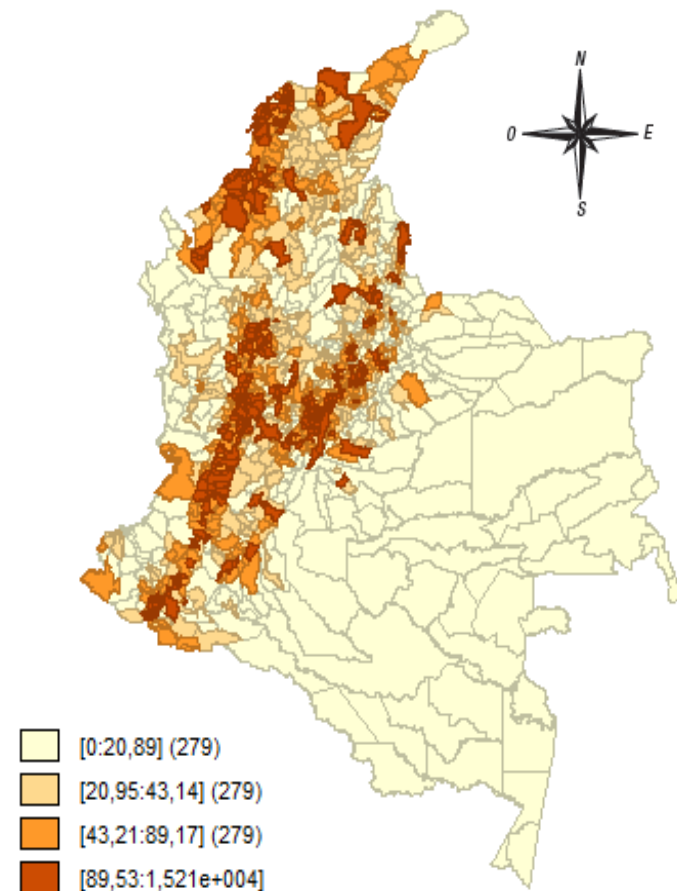 N
O E
S
[0:20,89] (279)
[20,95:43,14] (279)
[43,21:89,17] (279)
[89,53:1,521e+004]